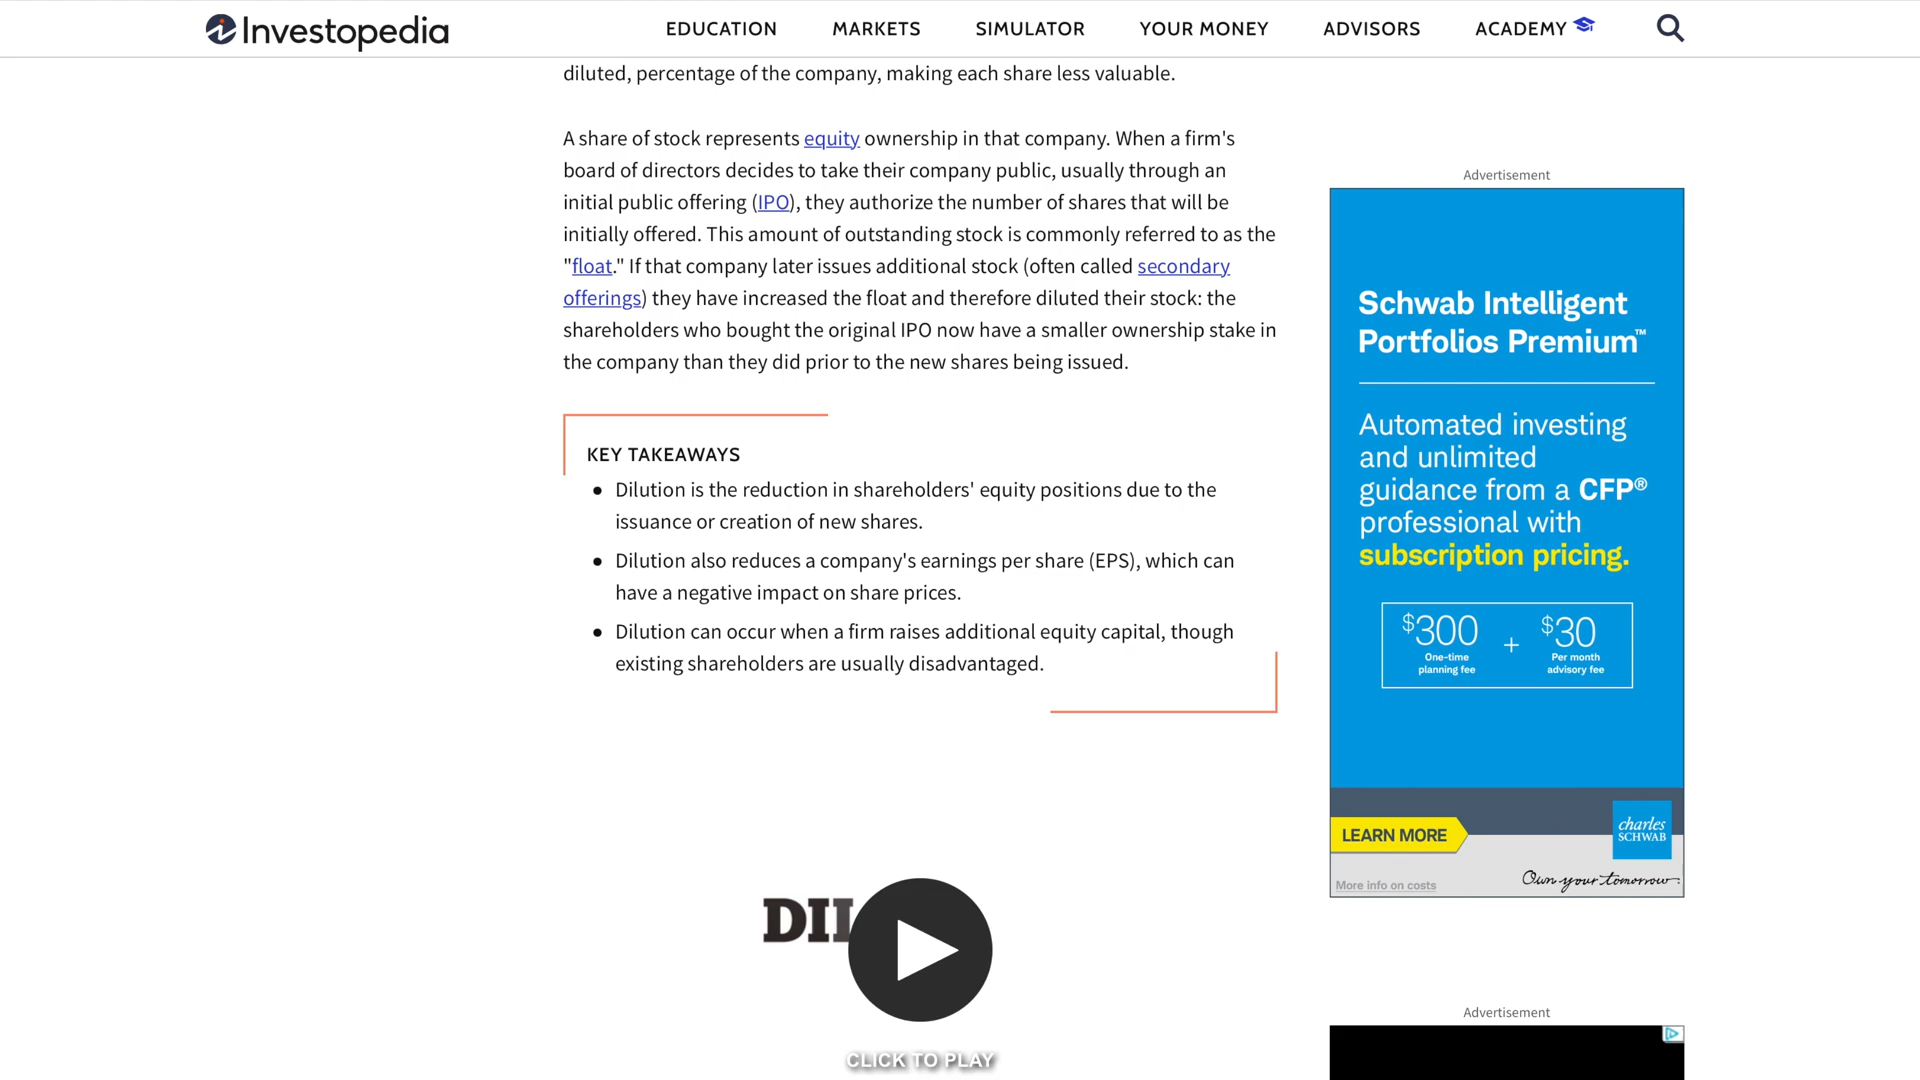 Investopedia
EDUCATION MARKETS SIMULATOR YOUR MONEY ADVISORS ACADEMY
diluted, percentage of the company, making each share less valuable.
A share of stock represents equity ownership in that company. When a firm's
board of directors decides to take their company public, usually through an
initial public offering (IPO), they authorize the number of shares that will be
initially offered. This amount of outstanding stock is commonly referred to as the
"float." If that company later issues additional stock (often called secondary
offerings) they have increased the float and therefore diluted their stock: the
shareholders who bought the original IPO now have a smaller ownership stake in
the company than they did prior to the new shares being issued.
KEY TAKEAWAYS
● Dilution is the reduction in shareholders' equity positions due to the
issuance or creation of new shares.
● Dilution also reduces a company's earnings per share (EPS), which can
have a negative impact on share prices.
● Dilution can occur when a firm raises additional equity capital, though
existing shareholders are usually disadvantaged.
DIL
CLICK TO PLAY
Advertisement
Schwab Intelligent
Portfolios Premium™
Automated investing
and unlimited
guidance from a CFP®
professional with
subscription pricing.
$300 + $30
One-time Per month
planning fee advisory fee
LEARN MORE
charles
SCHWAB
More info on costs
Own your tomorrow.
Advertisement